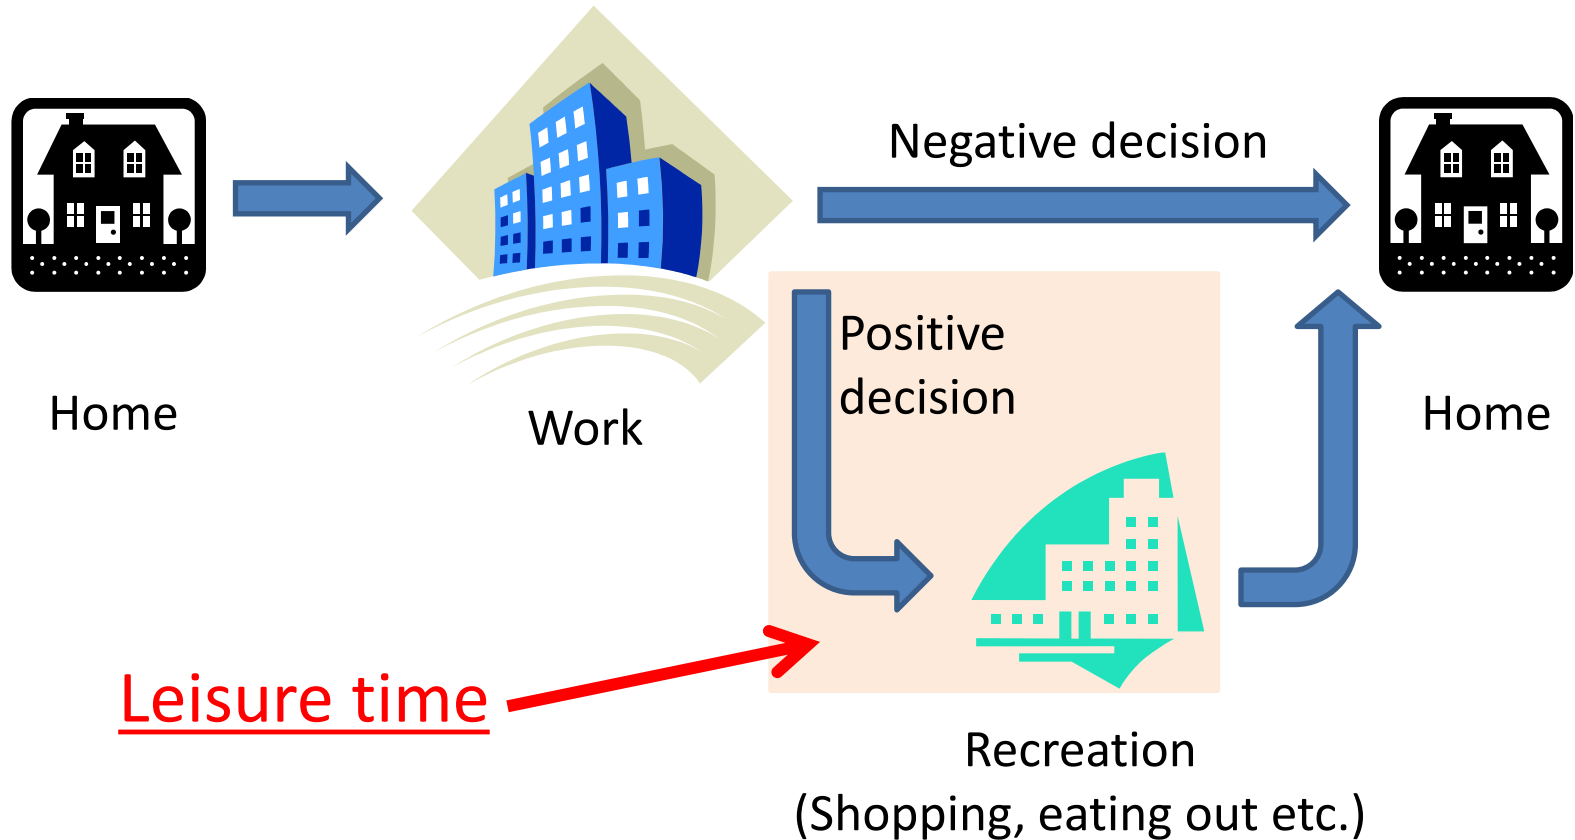 Negative decision
Positive
decision
Home
Work
Home
Leisure time
Recreation
(Shopping, eating out etc.)